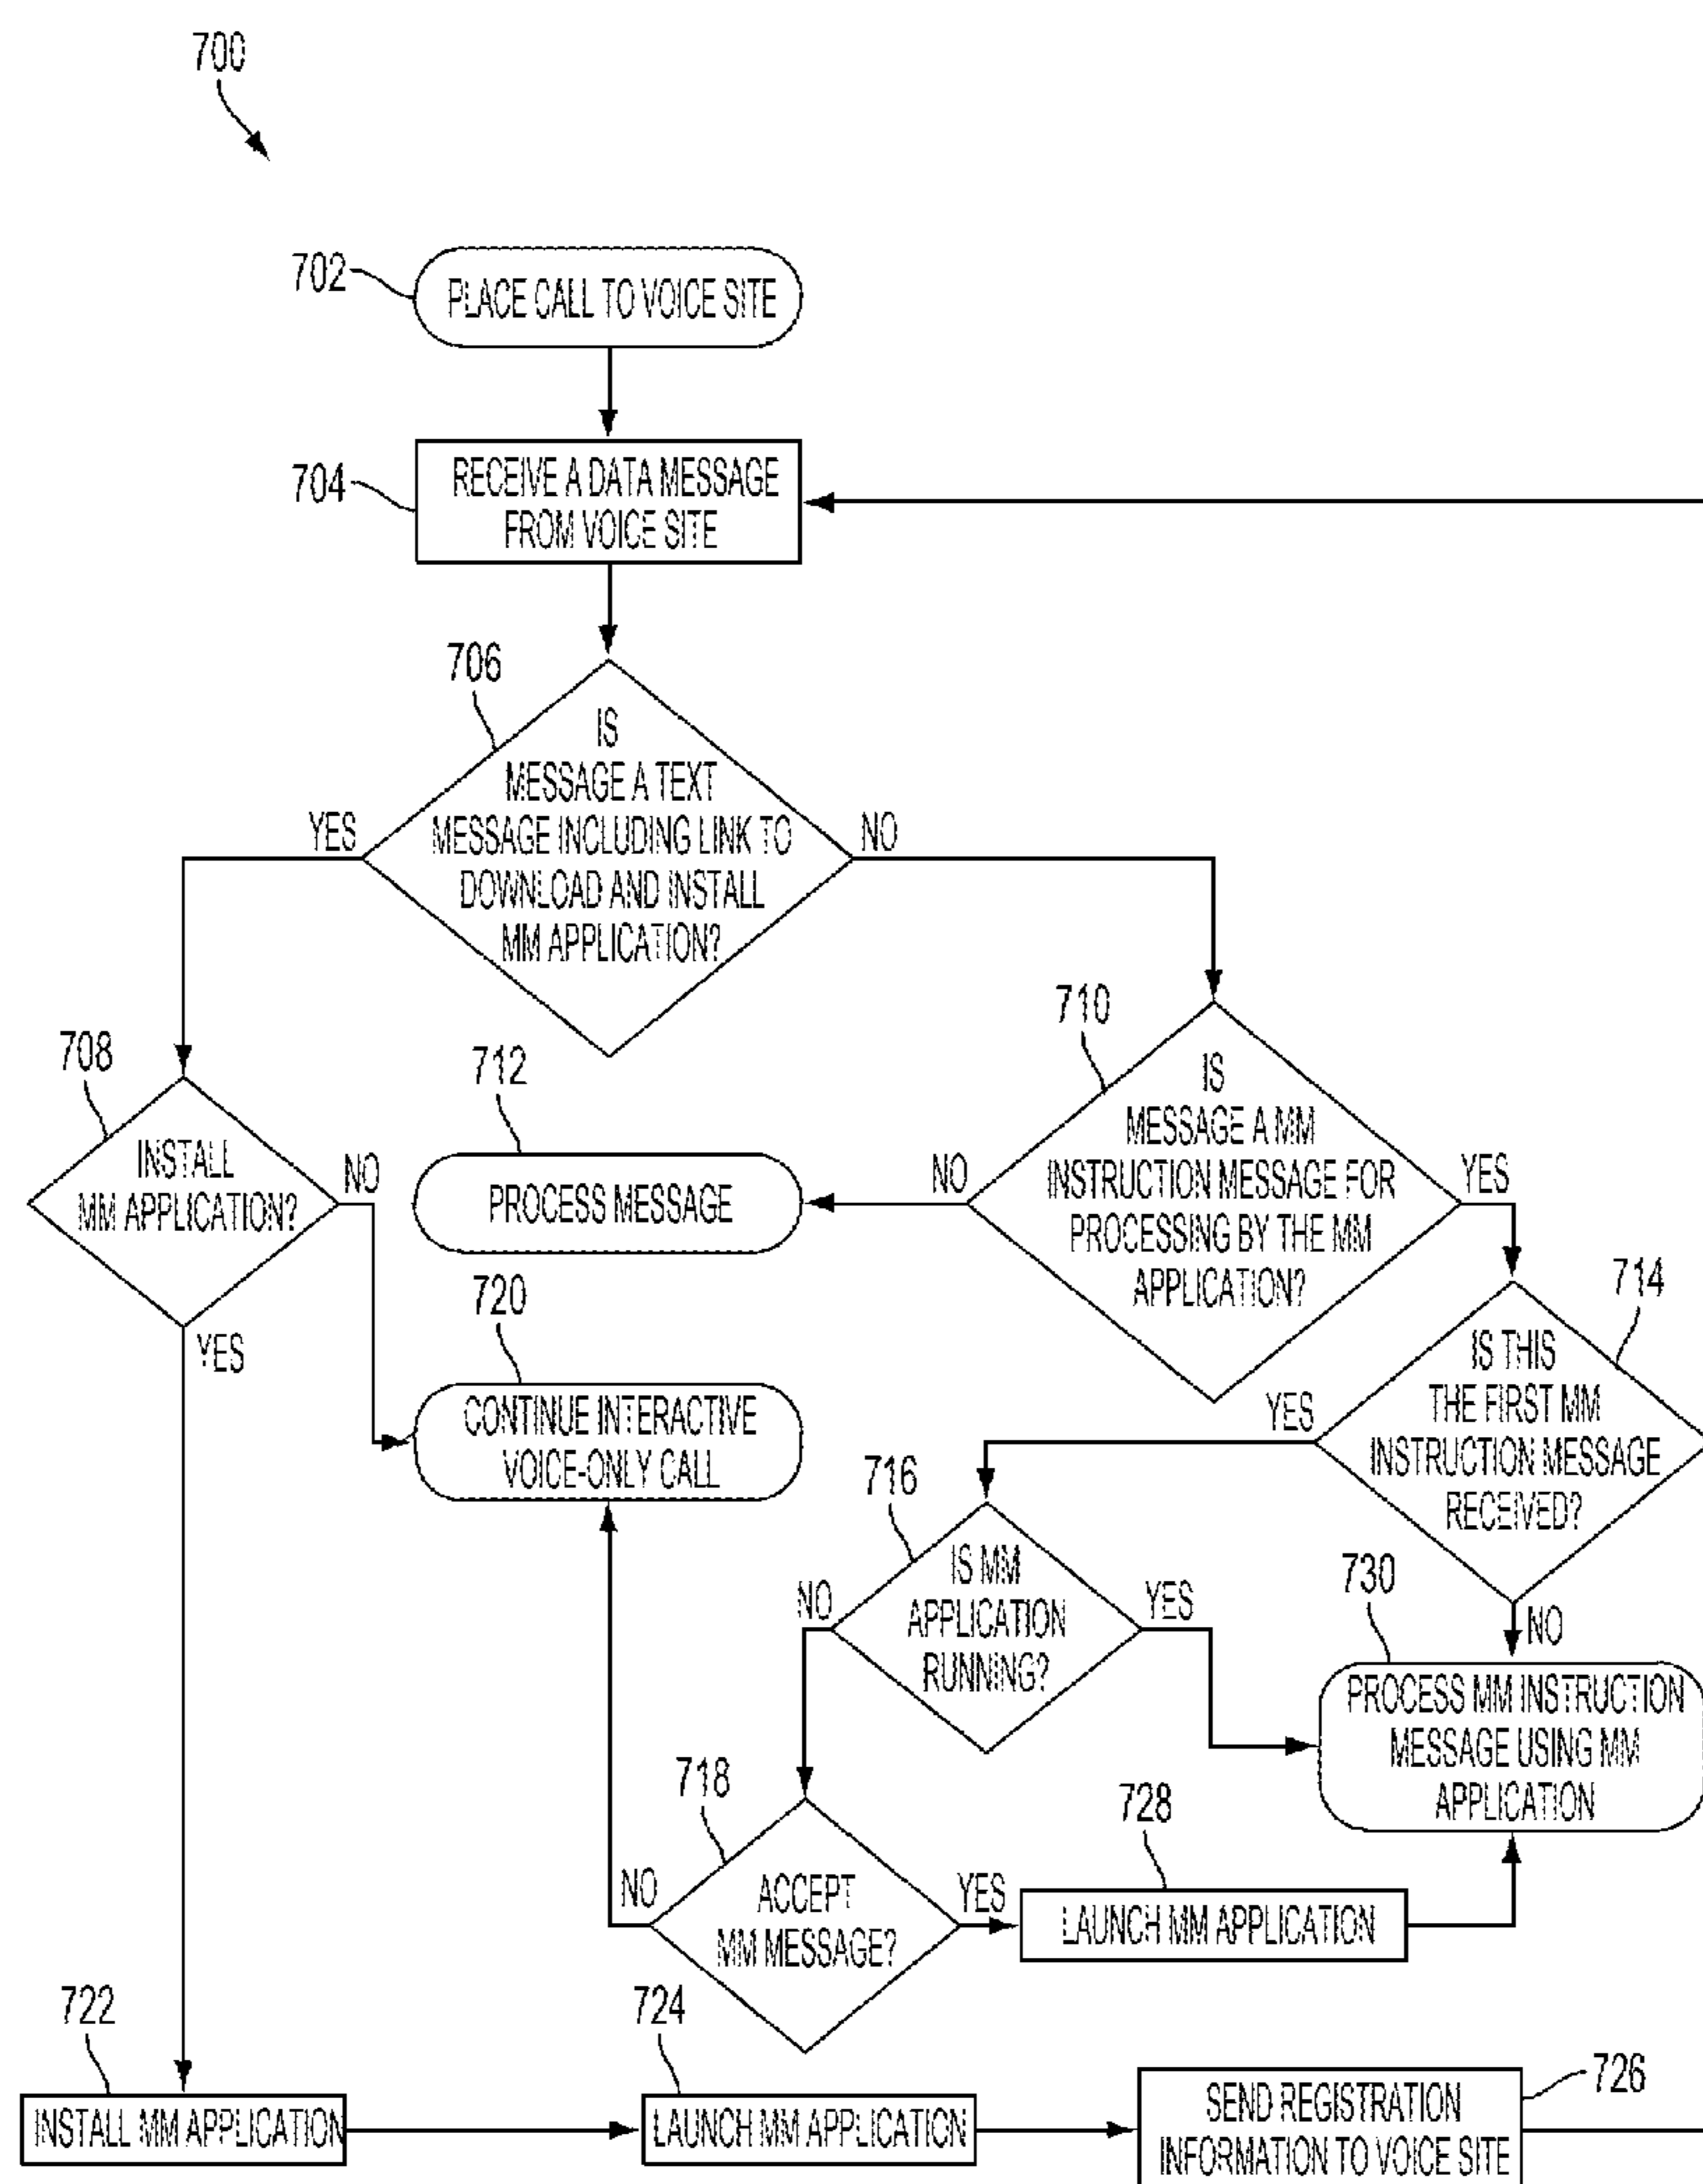 700
702
PLACE CALL TO VOICE SITE
704
RECEIVE A DATA MESSAGE
FROM VOICE SITE
706
IS
MESSAGE A TEXT
MESSAGE INCLUDING LINK TO
DOWNLOAD AND INSTALL
MM APPLICATION?
YES
NO
708
INSTALL
MM APPLICATION?
NO
YES
710
IS
MESSAGE A MM
INSTRUCTION MESSAGE FOR
PROCESSING BY THE MM
APPLICATION?
NO
YES
712
PROCESS MESSAGE
714
IS THIS
THE FIRST MM
INSTRUCTION MESSAGE
RECEIVED?
YES
NO
720
CONTINUE INTERACTIVE
VOICE-ONLY CALL
716
IS MM
APPLICATION
RUNNING?
NO
YES
730
PROCESS MM INSTRUCTION
MESSAGE USING MM
APPLICATION
718
ACCEPT
MM MESSAGE?
NO
YES
728
LAUNCH MM APPLICATION
722
INSTALL MM APPLICATION
724
LAUNCH MM APPLICATION
726
SEND REGISTRATION
INFORMATION TO VOICE SITE